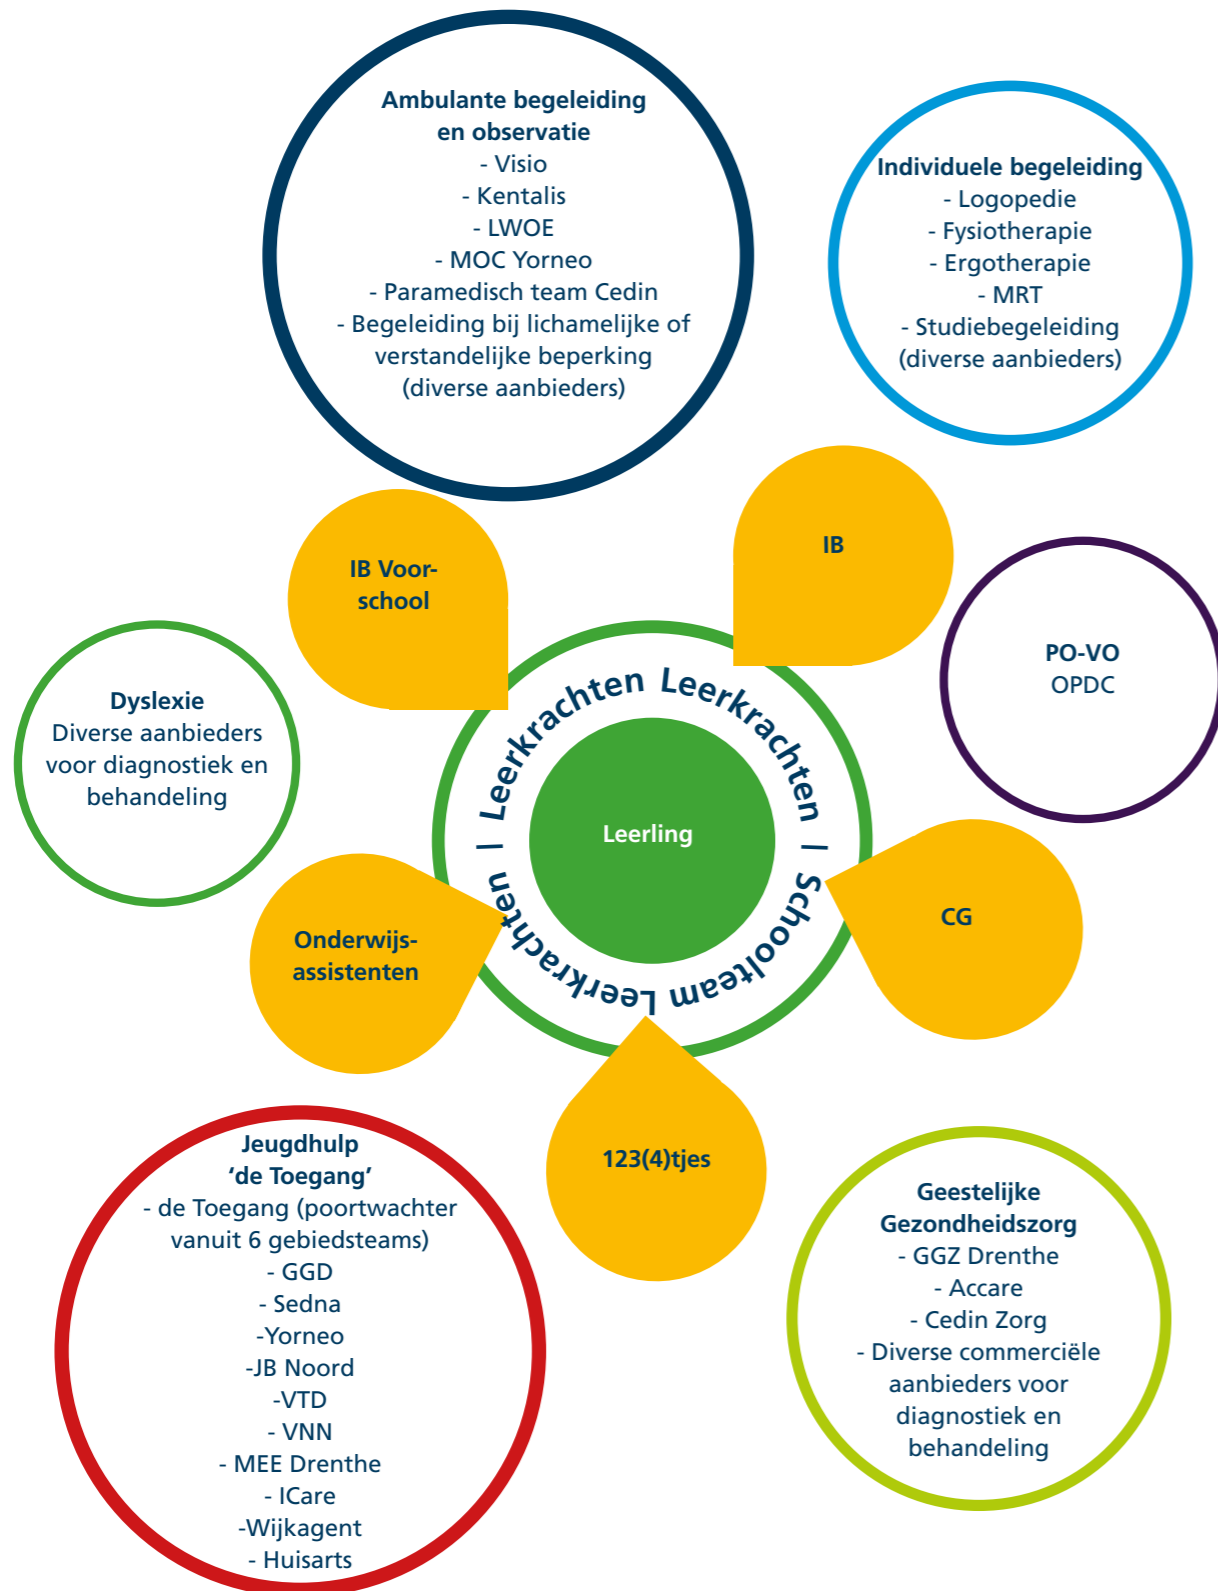 Ambulante begeleiding
en observatie
- Visio
- Kentalis
- LWOE
- MOC Yorneo
- Paramedisch team Cedin
- Begeleiding bij lichamelijke of
verstandelijke beperking
(diverse aanbieders)
Individuele begeleiding
- Logopedie
- Fysiotherapie
- Ergotherapie
- MRT
- Studiebegeleiding
(diverse aanbieders)
IB Voor-
school
IB
PO-VO
OPDC
Dyslexie
Diverse aanbieders
voor diagnostiek en
behandeling
Leerkrachten Leerkrachten | Schoolteam Leerkrachten |
Leerling
Onderwijs-
assistenten
CG
123(4)tjes
Jeugdhulp
‘de Toegang’
- de Toegang (poortwachter
vanuit 6 gebiedsteams)
- GGD
- Sedna
-Yorneo
-JB Noord
-VTD
- VNN
- MEE Drenthe
- ICare
-Wijkagent
- Huisarts
Geestelijke
Gezondheidszorg
- GGZ Drenthe
- Accare
- Cedin Zorg
- Diverse commerciële
aanbieders voor
diagnostiek en
behandeling